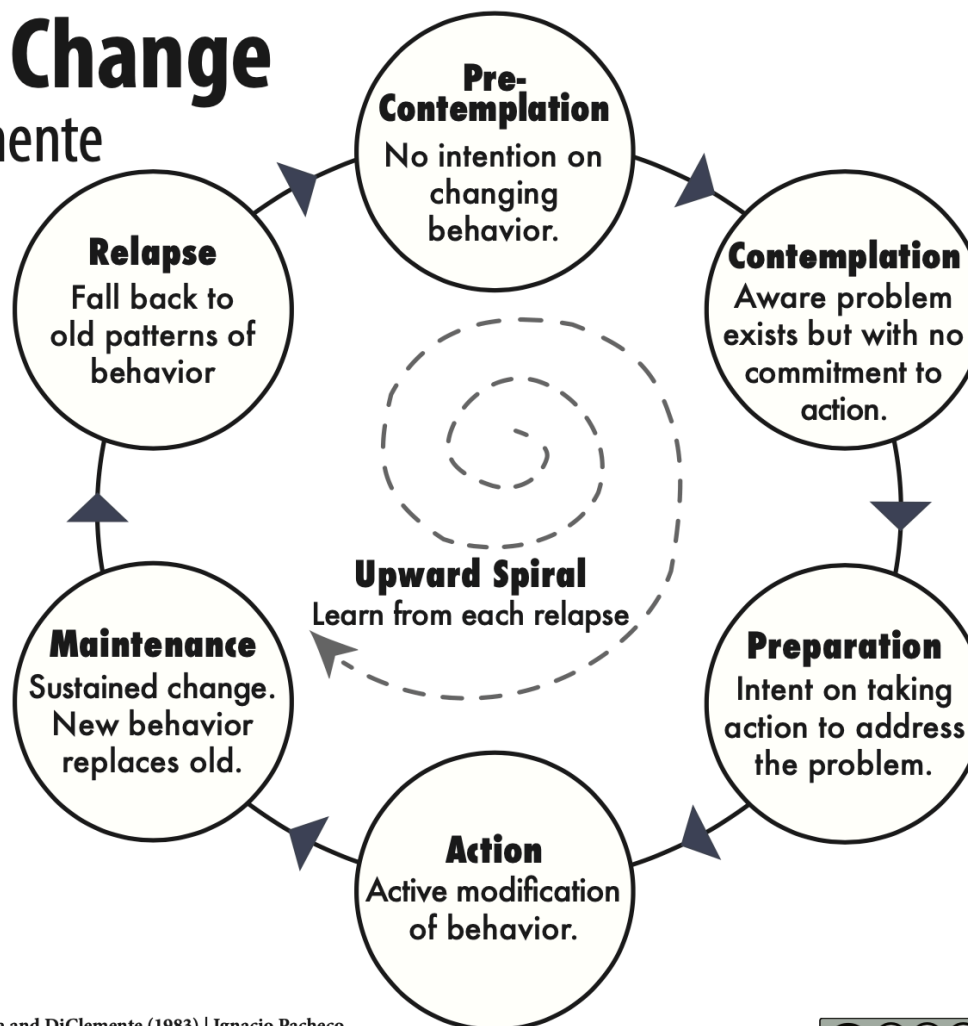 Change
Pre-
Contemplation
No intention on
changing
behavior.
Relapse
Fall back to
old patterns of
behavior
Contemplation
Aware problem
exists but with no
commitment to
action.
Upward Spiral
Learn from each relapse
Maintenance
Sustained change.
New behavior
replaces old.
Preparation
Intent on taking
action to address
the problem.
Action
Active modification
of behavior.
and DiClemente (1983) | Ignacio Pacheco